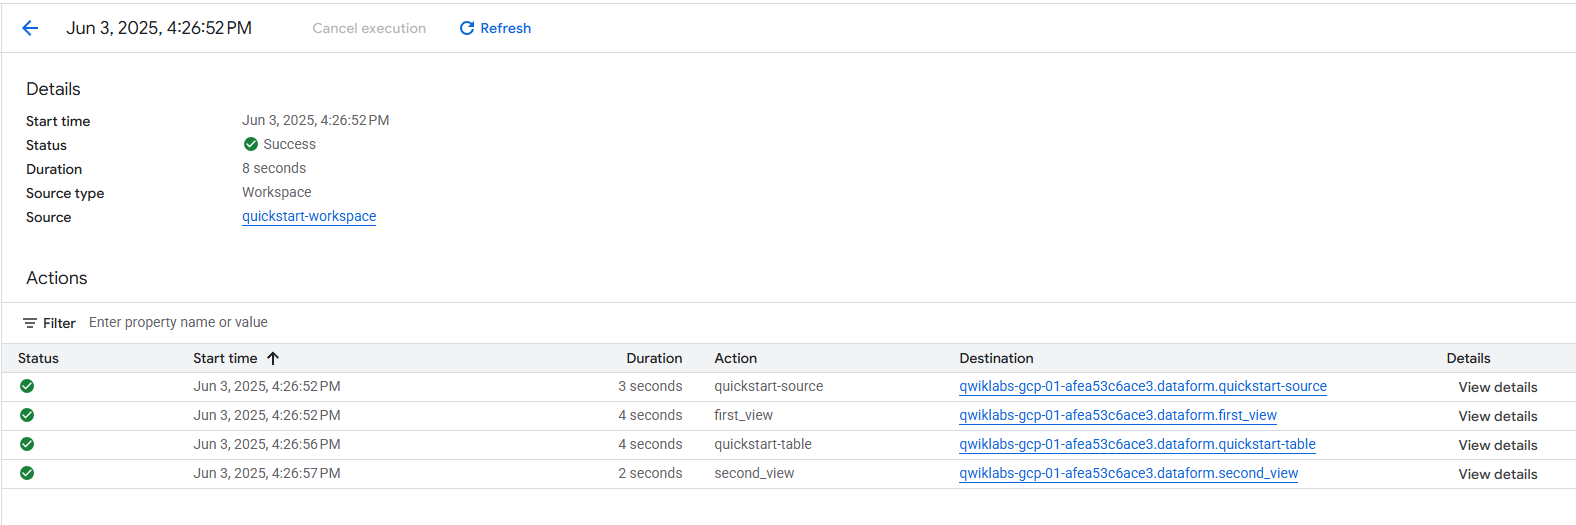 Jun 3, 2025, 4:26:52 PM Cancel execution Refresh
Details
Start time Jun 3, 2025, 4:26:52 PM
Status Success
Duration 8 seconds
Source type Workspace
Source quickstart-workspace
Actions
Filter Enter property name or value
Status Start time Duration Action Destination Details
Jun 3, 2025, 4:26:52 PM 3 seconds quickstart-source qwiklabs-gcp-01-afea53c6ace3.dataform.quickstart-source View details
Jun 3, 2025, 4:26:52 PM 4 seconds first_view qwiklabs-gcp-01-afea53c6ace3.dataform.first_view View details
Jun 3, 2025, 4:26:56 PM 4 seconds quickstart-table qwiklabs-gcp-01-afea53c6ace3.dataform.quickstart-table View details
Jun 3, 2025, 4:26:57 PM 2 seconds second_view qwiklabs-gcp-01-afea53c6ace3.dataform.second_view View details